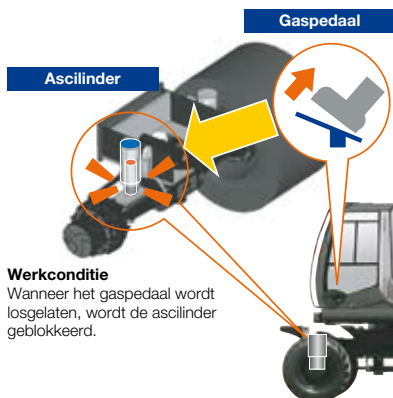 Gaspedaal
Ascilinder
Werkconditie
Wanneer het gaspedaal wordt
losgelaten, wordt de ascilinder
geblokkeerd.